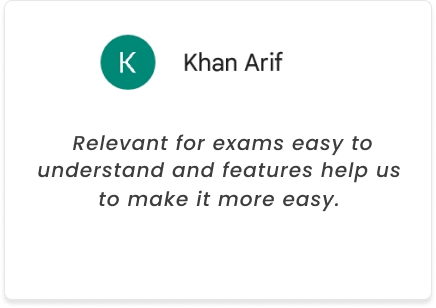 K
Khan Arif
Relevant for exams easy to
understand and features help us
to make it more easy.